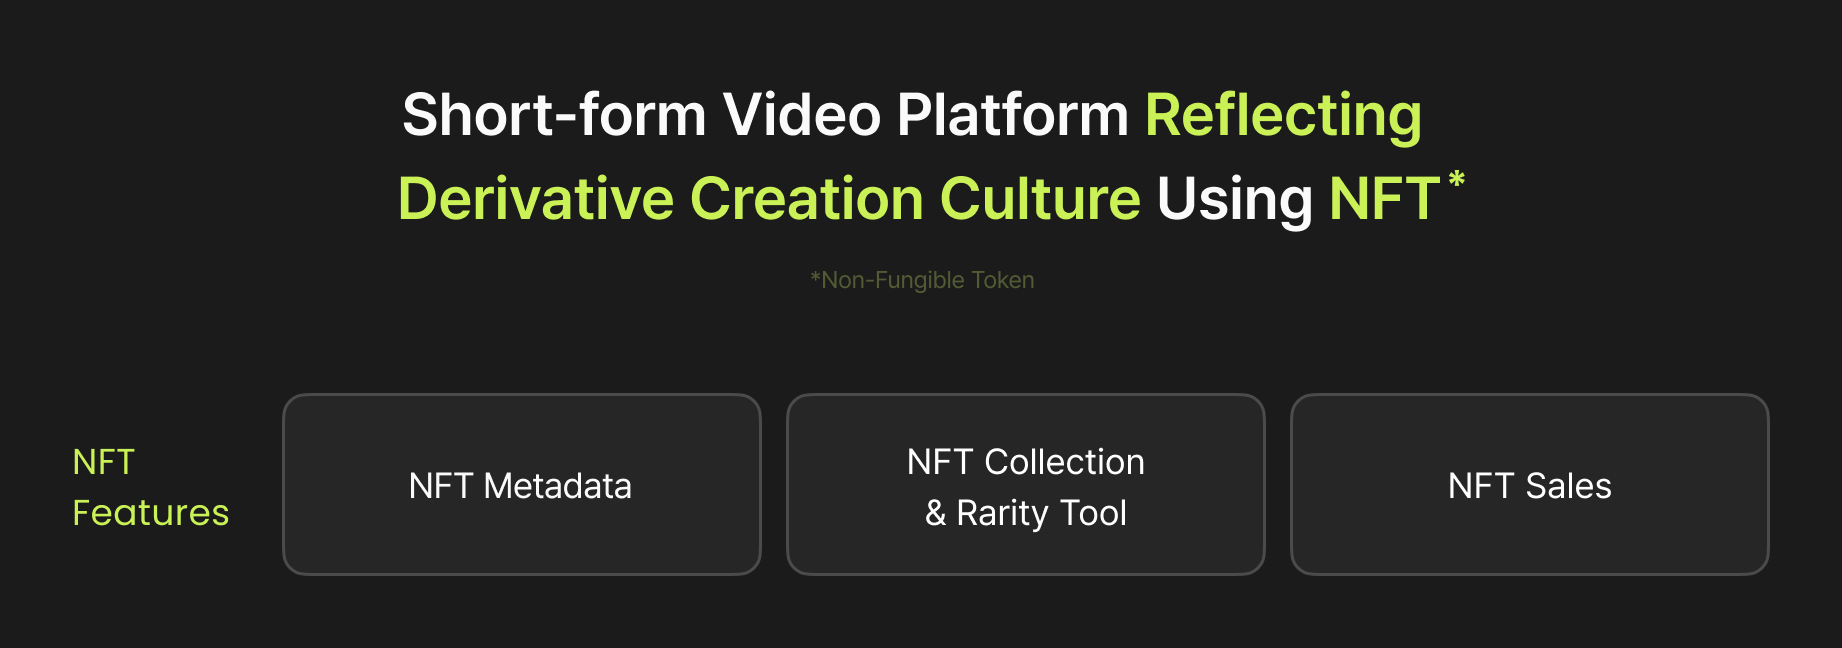 Short-form Video Platform Reflecting
Derivative Creation Culture Using NFT*
*Non-Fungible Token
NFT
Features
NFT Metadata
NFT Collection
& Rarity Tool
NFT Sales